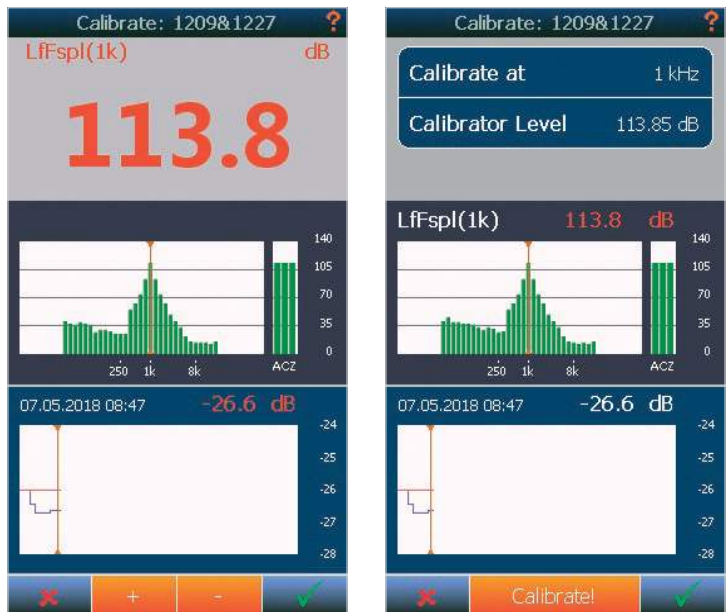 Calibrate: 1209&1227 ?
LfFspl(1k) dB
113.8
140
105
70
35
0
250 1k 8k ACZ
07.05.2018 08:47 -26.6 dB
-24
-25
-26
-27
-28
+ -
Calibrate: 1209&1227 ?
Calibrate at 1 kHz
Calibrator Level 113.85 dB
LfFspl(1k) 113.8 dB
140
105
70
35
0
250 1k 8k ACZ
07.05.2018 08:47 -26.6 dB
-24
-25
-26
-27
-28
Calibrate!